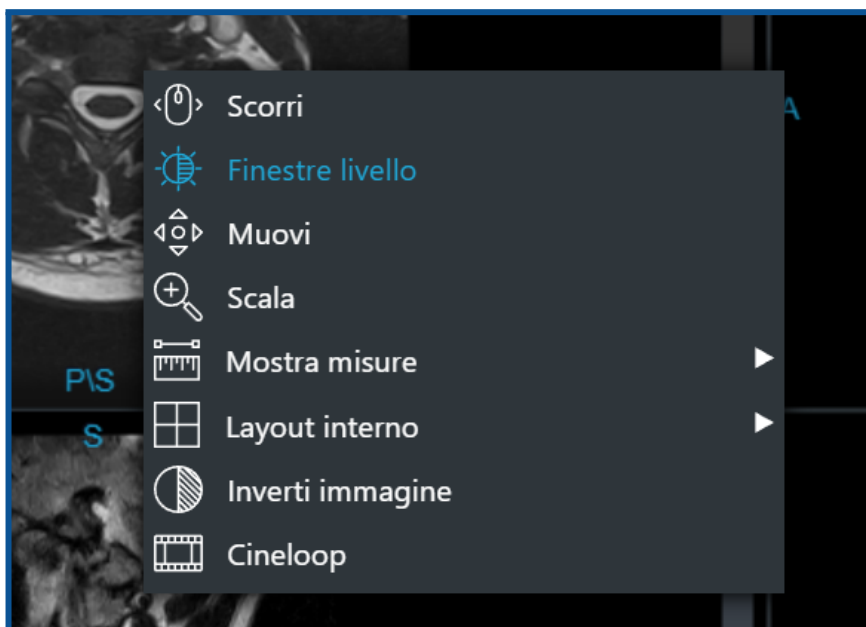 Scorri
A
Finestre livello
Muovi
Scala
Mostra misure
P\S
Layout interno
S
Inverti immagine
Cineloop